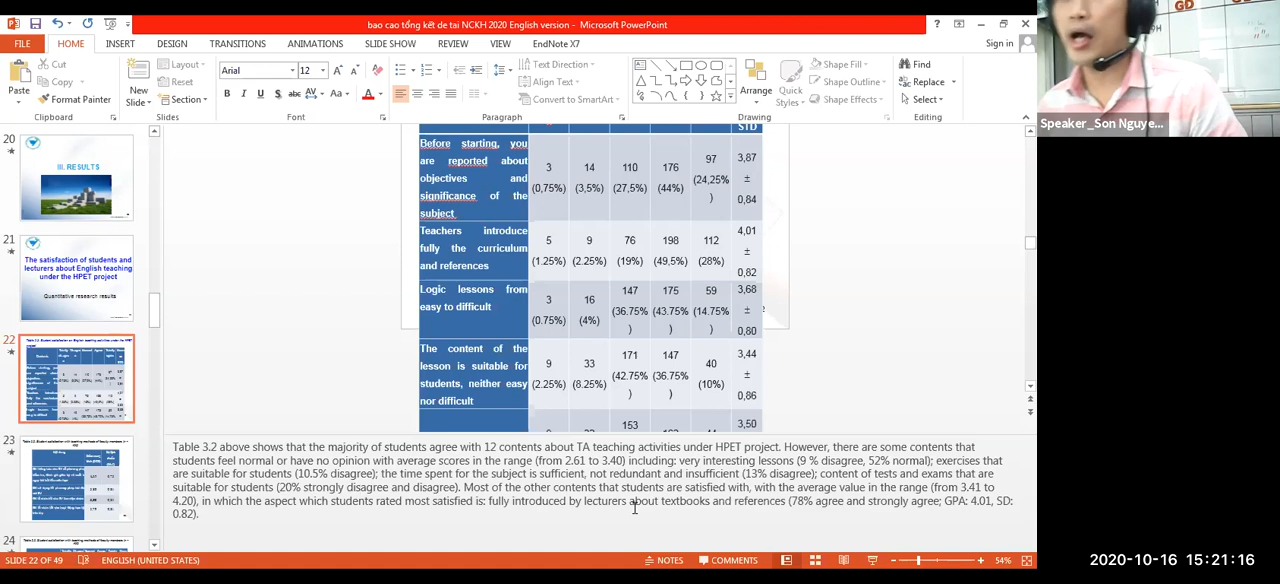 bao cao tổng kết de tai NCKH 2020 English version - Microsoft PowerPoint
Sign in
FILE HOME INSERT DESIGN TRANSITIONS ANIMATIONS SLIDE SHOW REVIEW VIEW EndNote X7
Paste
Cut
Copy
Format Painter
Clipboard
New
Slide
Layout
Reset
Section
Slides
Arial 12
Font
Text Direction
Align Text
Convert to SmartArt
Paragraph
Arrange
Quick
Styles
Shape Fill
Shape Outline
Shape Effects
Drawing
Find
Replace
Select
Editing
Speaker_Son Nguye...
20
III. RESULTS
21
The satisfaction of students and
lecturers about English teaching
under the HPET project
Quantitative research results
22
23
24
STD
Before starting, you
are reported about
objectives and
significance of the
subject
3 14 110 176 97 3,87
(0,75%) (3,5%) (27,5%) (44%) (24,25%
) ±
0,84
Teachers introduce
fully the curriculum
and references
5 9 76 198 112 4,01
(1.25%) (2.25%) (19%) (49,5%) (28%) ±
0,82
Logic lessons from
easy to difficult
3 16 147 175 59 3,68
(0.75%) (4%) (36.75% (43.75% (14.75% ±
) ) ) 0,80
The content of the
lesson is suitable for
students, neither easy
nor difficult
9 33 171 147 40 3,44
(2.25%) (8.25%) (42.75% (36.75% (10%) ±
) ) 0,86
153 3,50
Table 3.2 above shows that the majority of students agree with 12 contents about TA teaching activities under HPET project. However, there are some contents that
students feel normal or have no opinion with average scores in the range (from 2.61 to 3.40) including: very interesting lessons (9 % disagree, 52% normal); exercises that
are suitable for students (10.5% disagree); the time spent for the subject is sufficient, not redundant and insufficient (13% disagree); content of tests and exams that are
suitable for students (20% strongly disagree and disagree). Most of the other contents that students are satisfied with, with the average value in the range (from 3.41 to
4.20), in which the aspect which students rated most satisfied is fully introduced by lecturers about textbooks and references (78% agree and strongly agree; GPA: 4.01, SD:
0.82).
SLIDE 22 OF 49 ENGLISH (UNITED STATES) NOTES COMMENTS 54%
2020-10-16 15:21:16